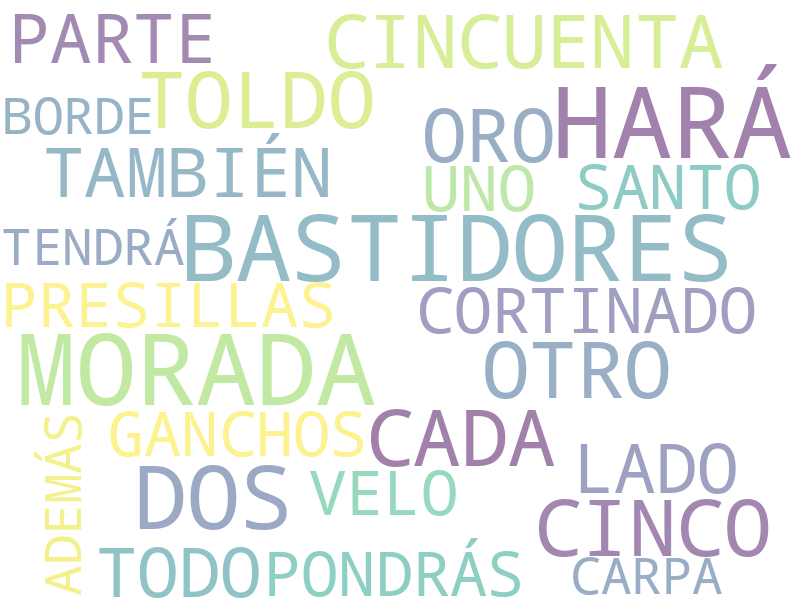 PARTE CINCUENTA
BORDE TOLDO ORO HARÁ
TAMBIÉN UNO SANTO
TENDRÁ BASTIDORES
PRESILLAS CORTINADO
MORADA OTRO
ADEMÁS GANCHOS CADA
DOS VELO LADO
CINCO
TODO PONDRÁS CARPA